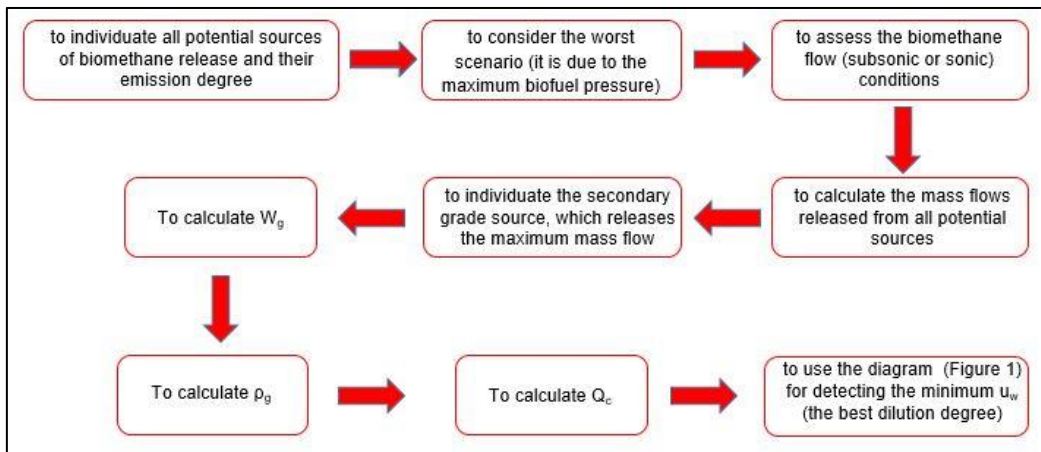 to individuate all potential sources
of biomethane release and their
emission degree
to consider the worst
scenario (it is due to the
maximum biofuel pressure)
to assess the biomethane
flow (subsonic or sonic)
conditions
to calculate the mass flows
released from all potential
sources
to individuate the secondary
grade source, which releases
the maximum mass flow
To calculate Wg
To calculate ρg
To calculate Qc
to use the diagram (Figure 1)
for detecting the minimum uw
(the best dilution degree)